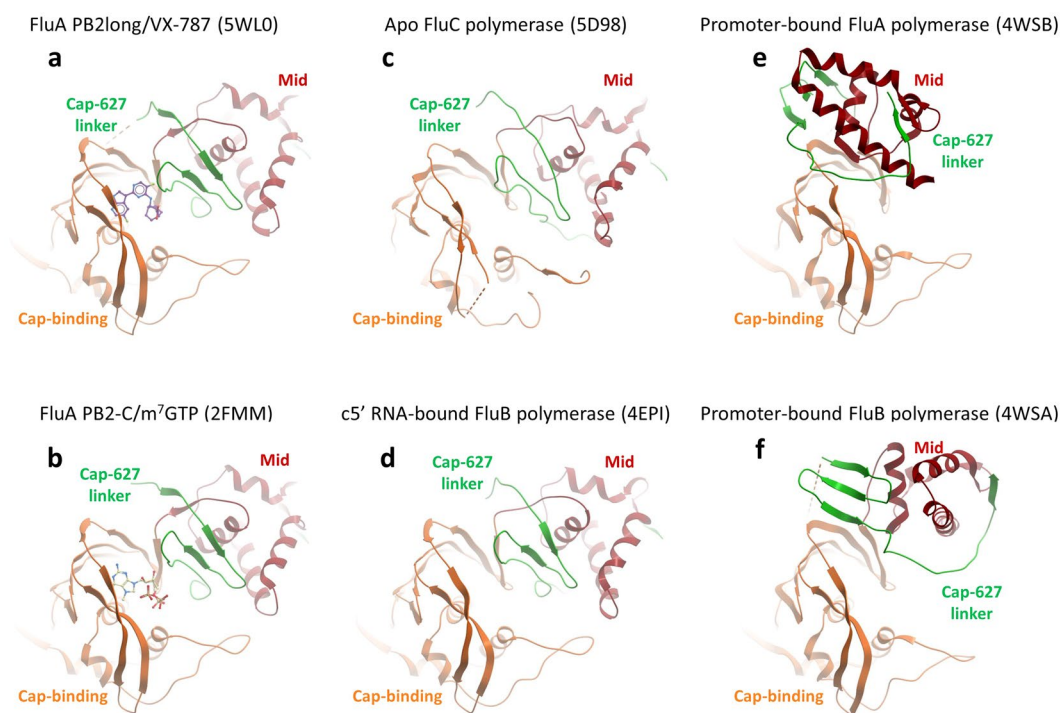 FluA PB2long/VX-787 (5WL0)
a
Cap-627
linker
Mid
Cap-binding
Apo FluC polymerase (5D98)
c
Cap-627
linker
Mid
Cap-binding
Promoter-bound FluA polymerase (4WSB)
e
Mid
Cap-627
linker
Cap-binding
FluA PB2-C/m⁷GTP (2FMM)
b
Cap-627
linker
Mid
Cap-binding
c5’ RNA-bound FluB polymerase (4EPI)
d
Cap-627
linker
Mid
Cap-binding
Promoter-bound FluB polymerase (4WSA)
f
Mid
Cap-627
linker
Cap-binding